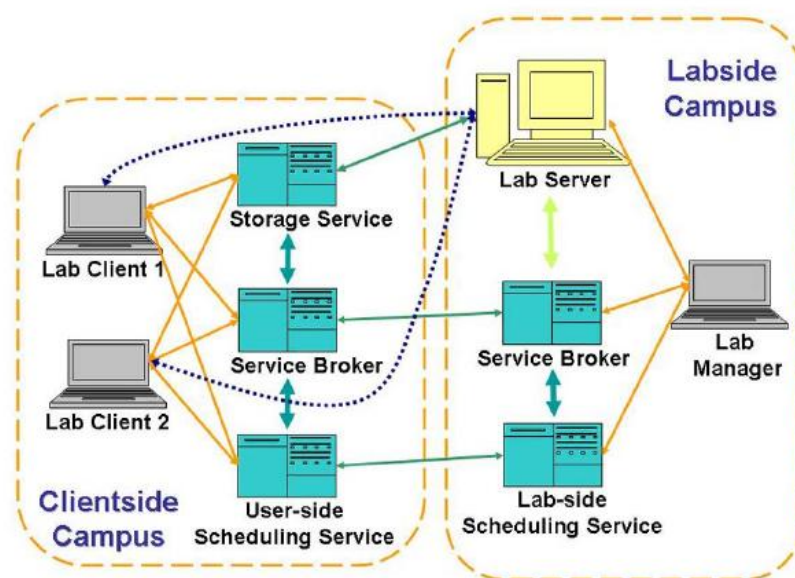 Labside
Campus
Lab Server
Storage Service
Lab Client 1
Service Broker
Service Broker
Lab
Manager
Lab Client 2
User-side
Scheduling Service
Lab-side
Scheduling Service
Clientside
Campus